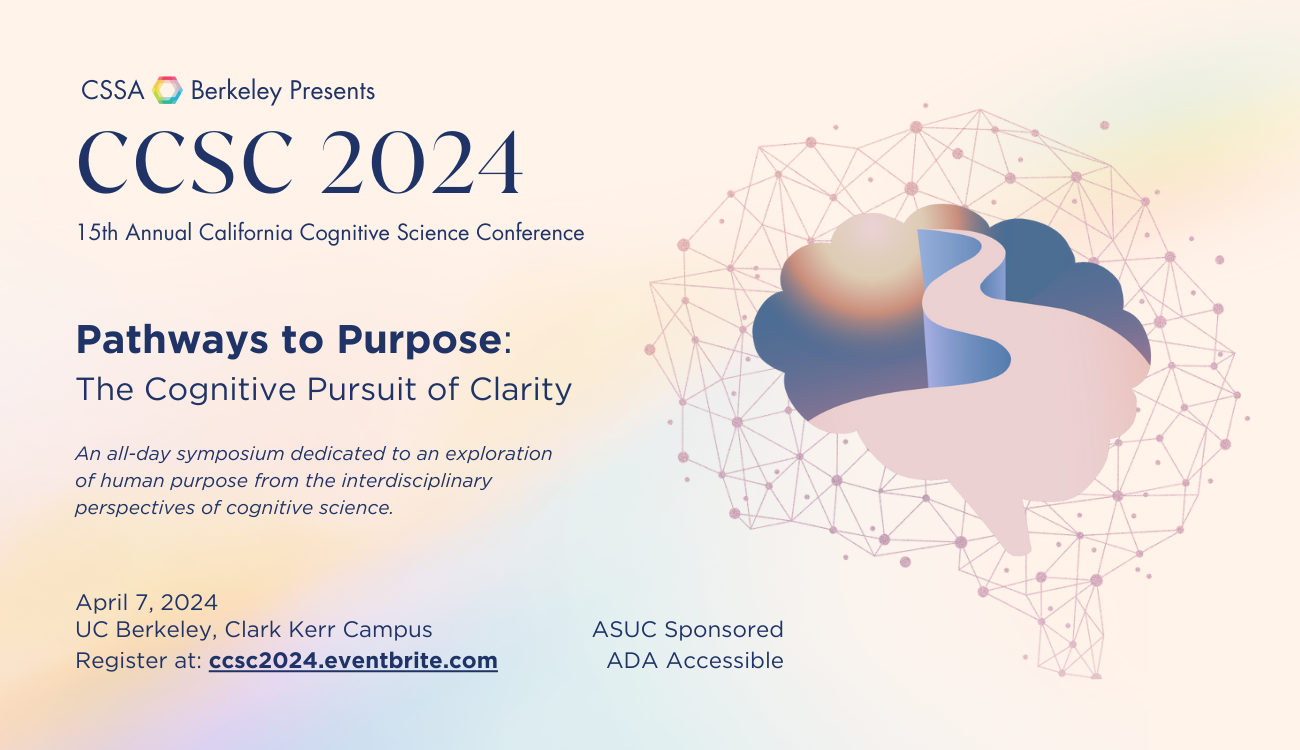 CSSA Berkeley Presents
CCSC 2024
15th Annual California Cognitive Science Conference
Pathways to Purpose:
The Cognitive Pursuit of Clarity
An all-day symposium dedicated to an exploration
of human purpose from the interdisciplinary
perspectives of cognitive science.
April 7, 2024
UC Berkeley, Clark Kerr Campus
Register at: ccsc2024.eventbrite.com
ASUC Sponsored
ADA Accessible